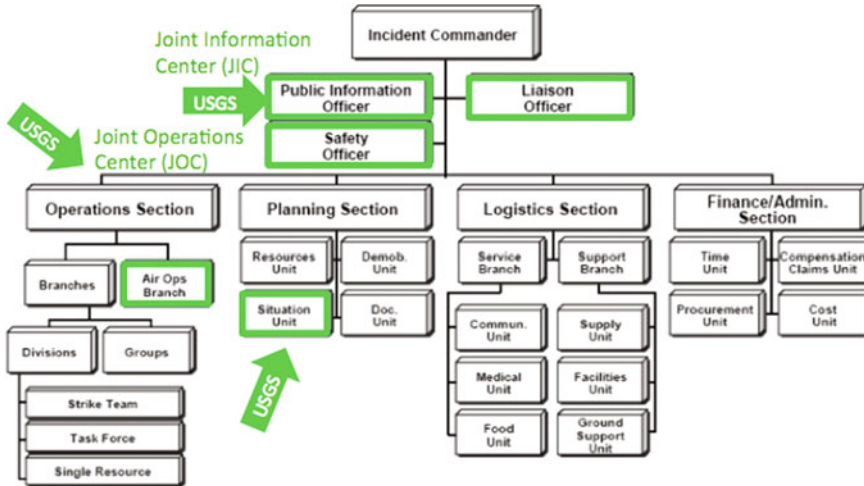 Incident Commander
Joint Information
Center (JIC)
USGS
Public Information
Officer
Liaison
Officer
Safety
Officer
USGS
Joint Operations
Center (JOC)
Operations Section
Planning Section
Logistics Section
Finance/Admin.
Section
Branches
Air Ops
Branch
Resources
Unit
Demob.
Unit
Service
Branch
Support
Branch
Time
Unit
Compensation
Claims Unit
Situation
Unit
Doc.
Unit
Procurement
Unit
Cost
Unit
Divisions
Groups
Commun.
Unit
Supply
Unit
USGS
Strike Team
Task Force
Single Resource
Medical
Unit
Facilities
Unit
Food
Unit
Ground
Support
Unit